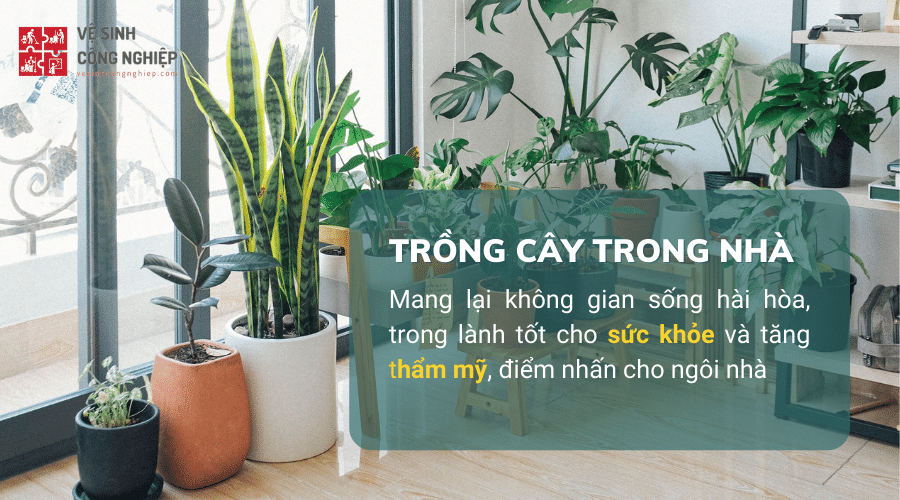 VỆ SINH
CÔNG NGHIỆP
TRỒNG CÂY TRONG NHÀ
Mang lại không gian sống hài hòa,
trong lành tốt cho sức khỏe và tăng
thẩm mỹ, điểm nhấn cho ngôi nhà